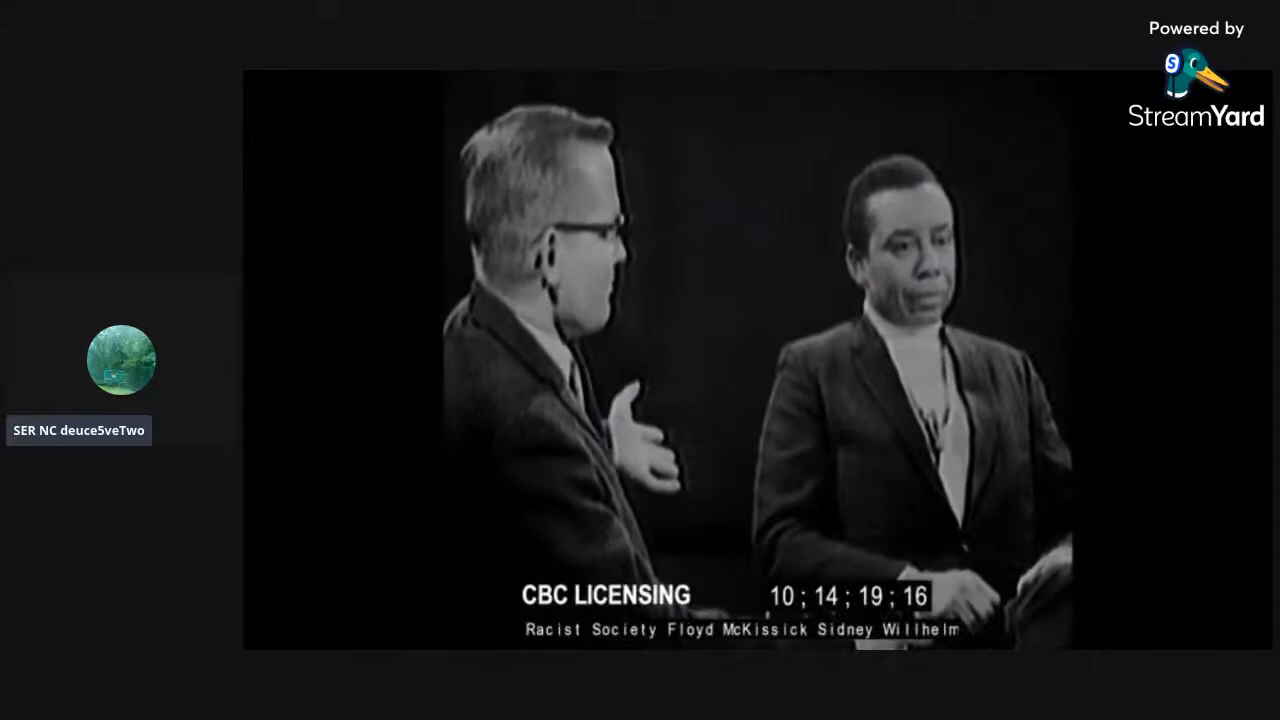 Powered by
S
StreamYard
SER NC deuce5veTwo
CBC LICENSING
10 ; 14 ; 19 ; 16
Racist Society Floyd McKissick Sidney Willhelm